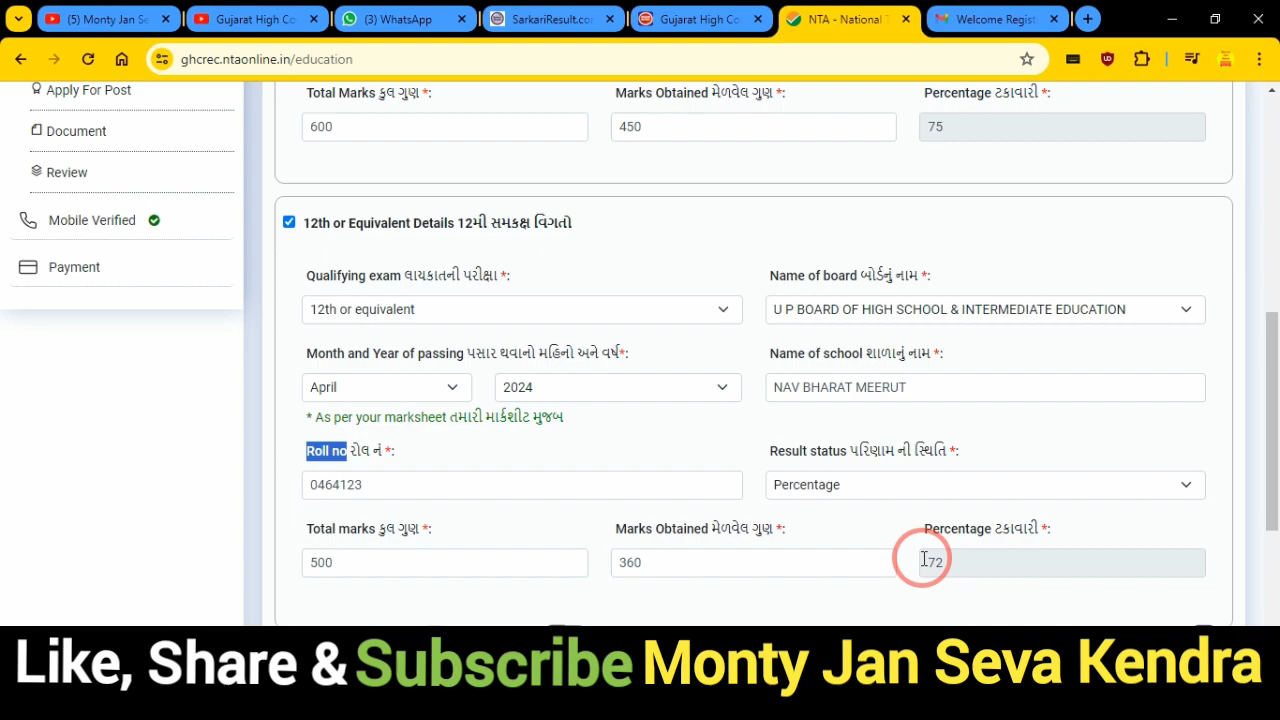 (5) Monty Jan Se
Gujarat High Co
(3) WhatsApp
SarkariResult.co
Gujarat High Co
NTA - National T
Welcome Regist
ghcrec.ntaonline.in/education
Apply For Post
Document
Review
Mobile Verified
Payment
Total Marks કુલ ગુણ *:
Marks Obtained મેળવેલ ગુણ *:
Percentage ટકાવારી *:
600
450
75
12th or Equivalent Details 12મી સમકક્ષ વિગતો
Qualifying exam લાયકાતની પરીક્ષા *:
Name of board બોર્ડનું નામ *:
12th or equivalent
U P BOARD OF HIGH SCHOOL & INTERMEDIATE EDUCATION
Month and Year of passing પસાર થવાનો મહિનો અને વર્ષ*:
Name of school શાળાનું નામ *:
April
2024
NAV BHARAT MEERUT
* As per your marksheet તમારી માર્કશીટ મુજબ
Roll no રોલ નં *:
Result status પરિણામ ની સ્થિતિ *:
0464123
Percentage
Total marks કુલ ગુણ *:
Marks Obtained મેળવેલ ગુણ *:
Percentage ટકાવારી *:
500
360
72
Like, Share & Subscribe Monty Jan Seva Kendra